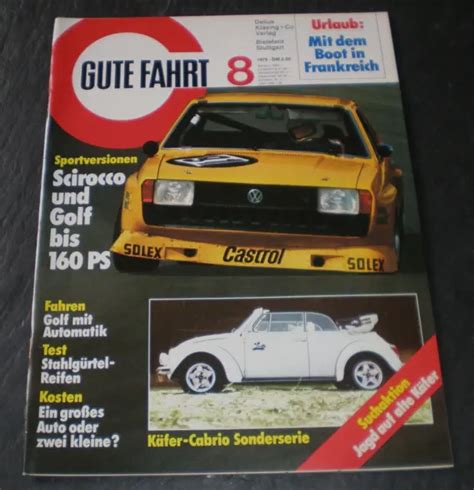 Delius
Klasing+Co
Verlag
Bielefeld
Stuttgart
Urlaub:
Mit dem
Boot in
Frankreich
GUTE FAHRT
8
Sportversionen
Scirocco
und
Golf
bis
160 PS
SOLEX
Castrol
SOLEX
Fahren
Golf mit
Automatik
Test
Stahlgürtel-
Reifen
Kosten
Ein großes
Auto oder
zwei kleine?
Käfer-Cabrio Sonderserie
Suchaktion
Jagd auf alte Käfer